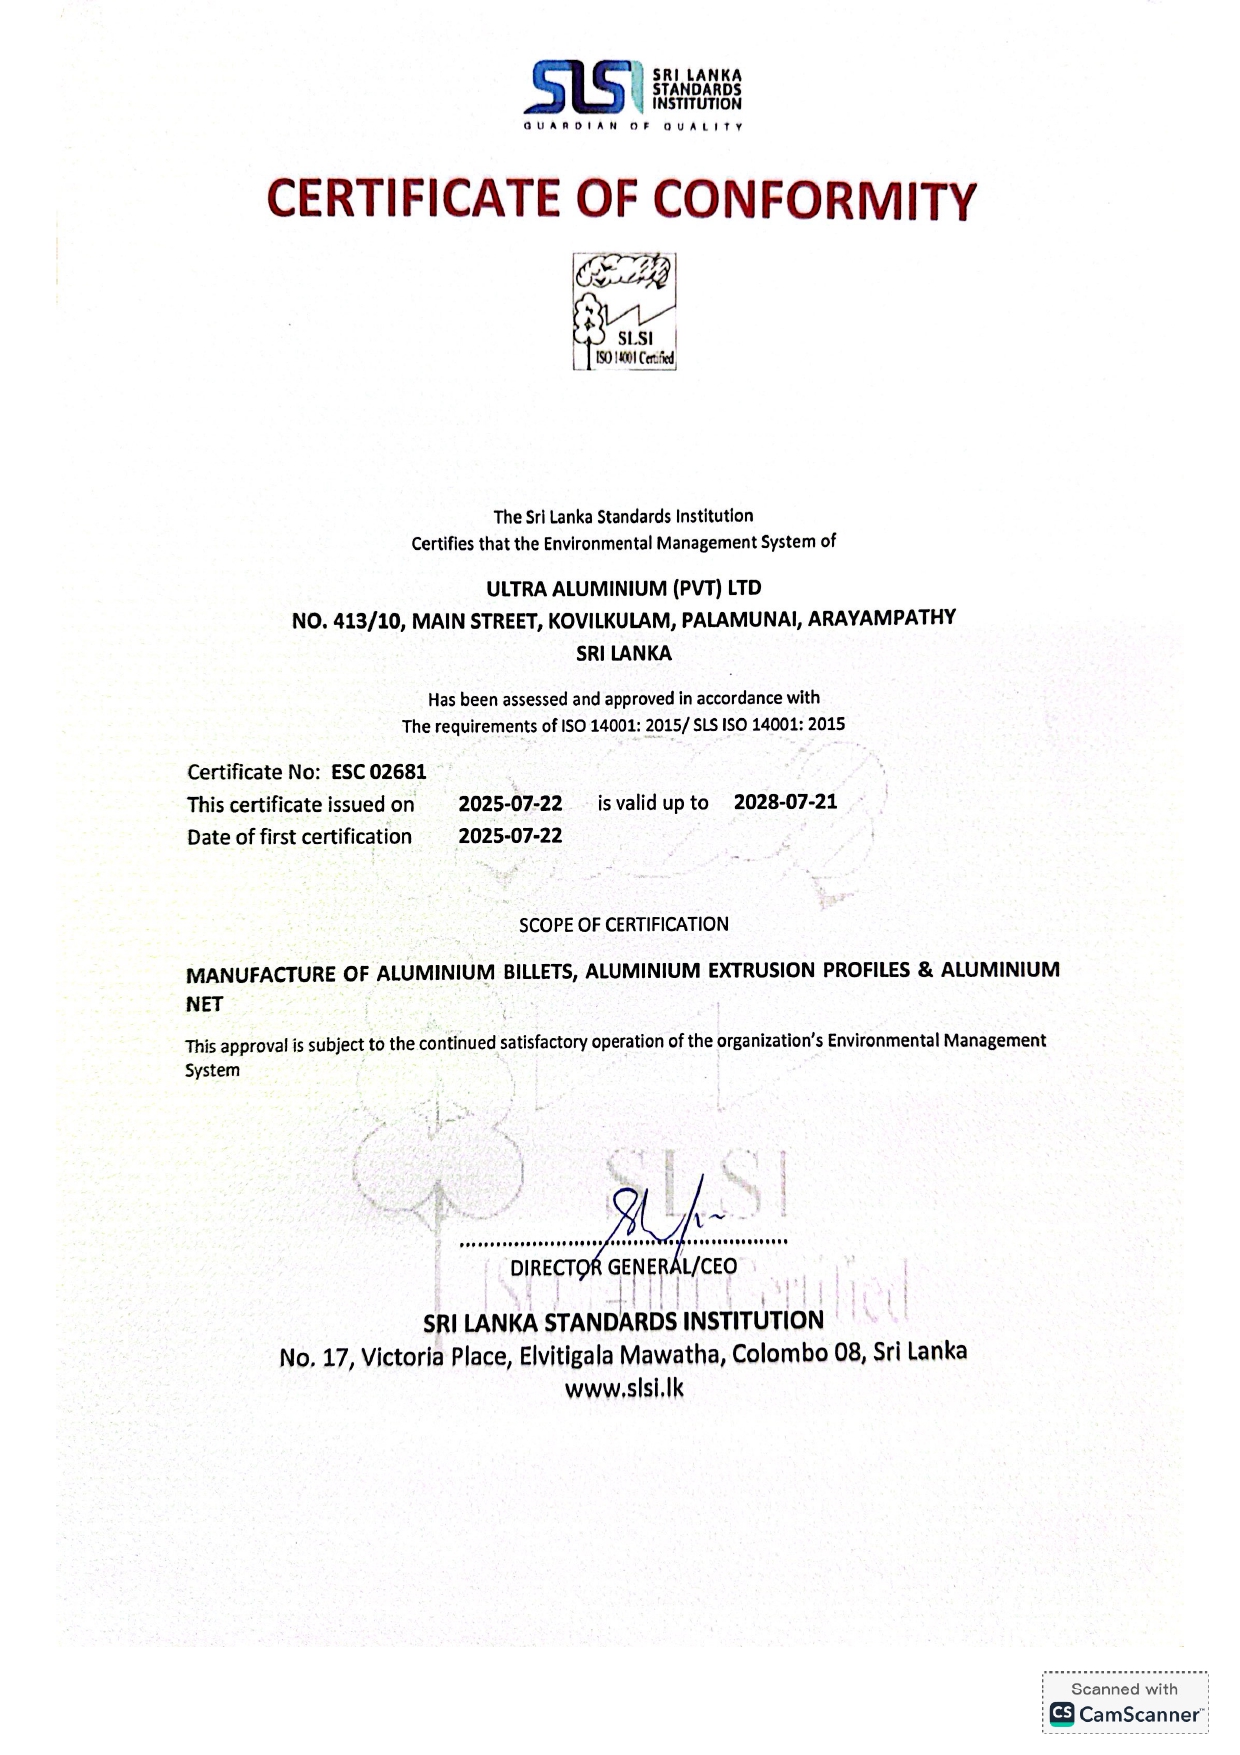 SLSI SRI LANKA
STANDARDS
INSTITUTION
GUARDIAN OF QUALITY
CERTIFICATE OF CONFORMITY
SLSI
ISO 14001 Certified
The Sri Lanka Standards Institution
Certifies that the Environmental Management System of
ULTRA ALUMINIUM (PVT) LTD
NO. 413/10, MAIN STREET, KOVILKULAM, PALAMUNAI, ARAYAMPATHY
SRI LANKA
Has been assessed and approved in accordance with
The requirements of ISO 14001: 2015/ SLS ISO 14001: 2015
Certificate No: ESC 02681
This certificate issued on 2025-07-22 is valid up to 2028-07-21
Date of first certification 2025-07-22
SCOPE OF CERTIFICATION
MANUFACTURE OF ALUMINIUM BILLETS, ALUMINIUM EXTRUSION PROFILES & ALUMINIUM
NET
This approval is subject to the continued satisfactory operation of the organization's Environmental Management
System
SLSI
DIRECTOR GENERAL/CEO
ISO 14001 Certified
SRI LANKA STANDARDS INSTITUTION
No. 17, Victoria Place, Elvitigala Mawatha, Colombo 08, Sri Lanka
www.slsi.lk
Scanned with
CS CamScanner